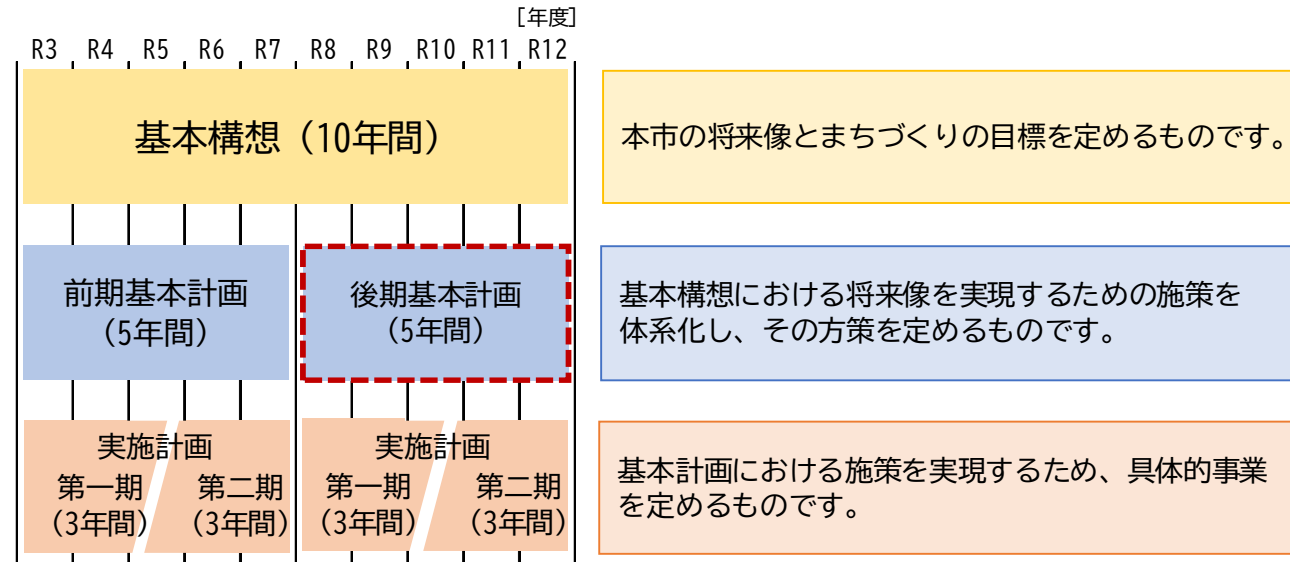 [年度]
R3 R4 R5 R6 R7 R8 R9 R10 R11 R12
基本構想（10年間）
本市の将来像とまちづくりの目標を定めるものです。
前期基本計画
（5年間）
後期基本計画
（5年間）
基本構想における将来像を実現するための施策を
体系化し、その方策を定めるものです。
実施計画
第一期 第二期
（3年間） （3年間）
実施計画
第一期 第二期
（3年間） （3年間）
基本計画における施策を実現するため、具体的事業
を定めるものです。